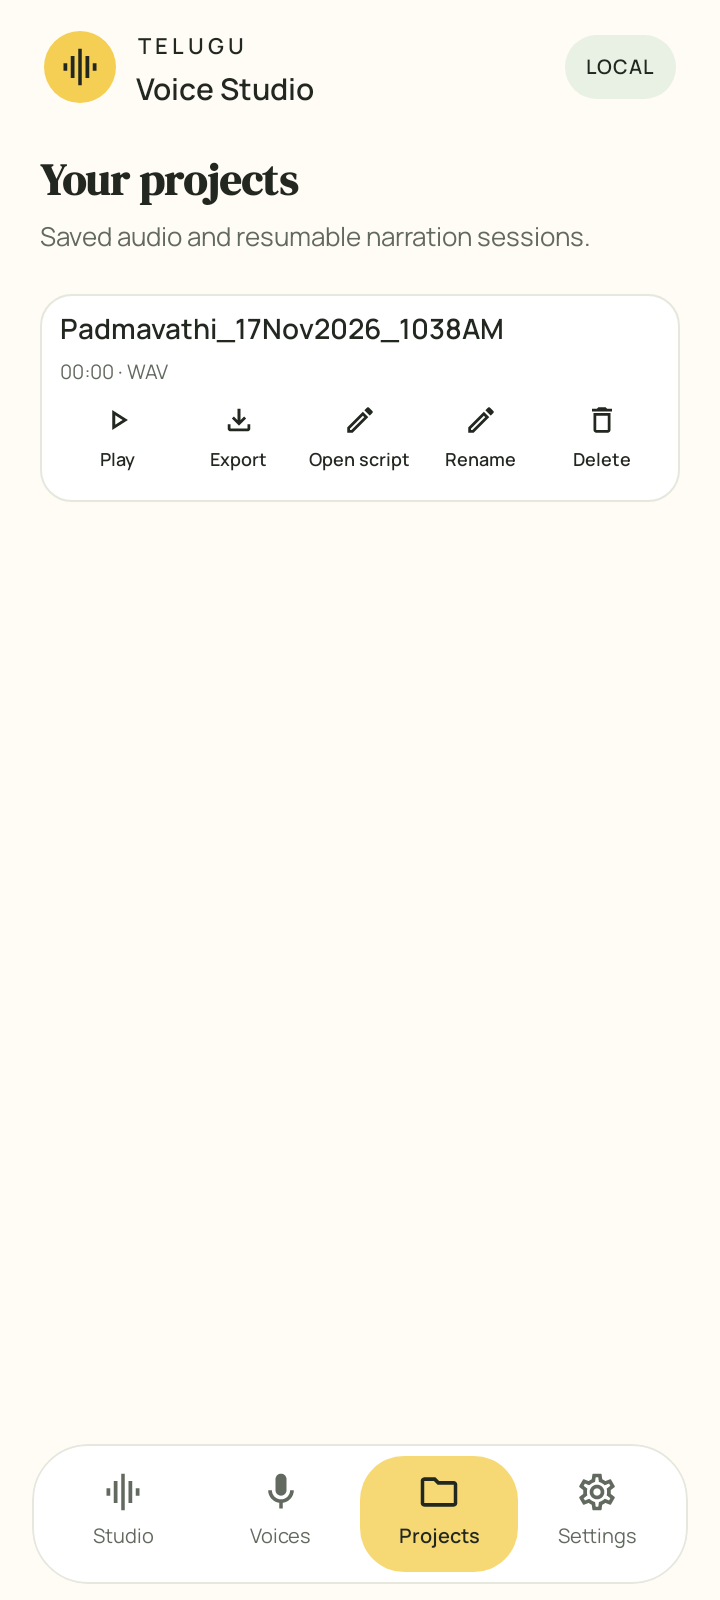 TELUGU
Voice Studio
LOCAL
Your projects
Saved audio and resumable narration sessions.
Padmavathi_17Nov2026_1038AM
00:00 · WAV
Play Export Open script Rename Delete
Studio Voices Projects Settings